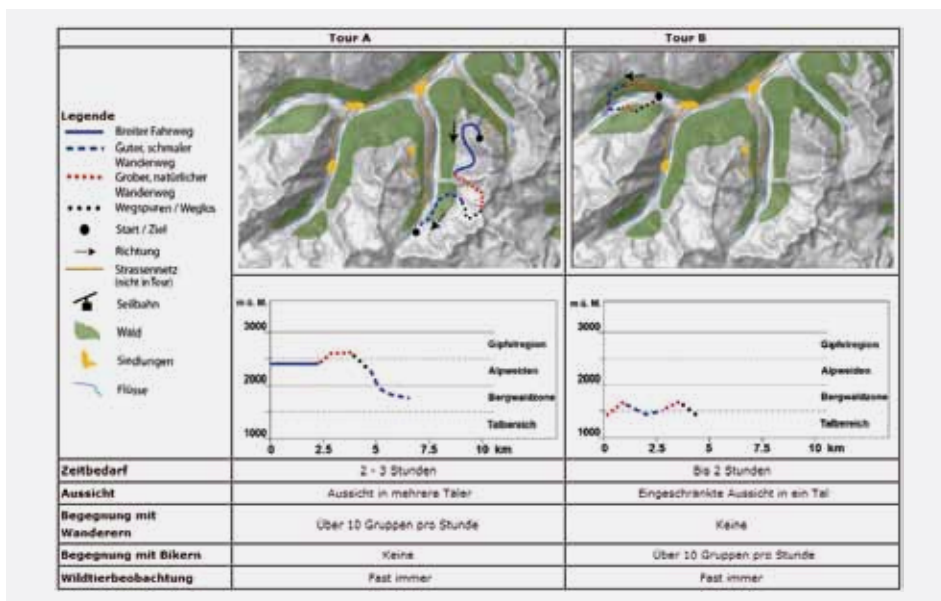 Tour A
Tour B
Legende
Breiter Fahrweg
Guter, schmaler
Wanderweg
Grober, natürlicher
Wanderweg
Wegspuren / Weglos
Start / Ziel
Richtung
Strassennetz
(nicht in Tour)
Seilbahn
Wald
Siedlungen
Flüsse
m ü. M.
3000
2000
1000
Gipfelregion
Alpweiden
Bergwaldzone
Talbereich
0 2.5 5 7.5 10 km
m ü. M.
3000
2000
1000
Gipfelregion
Alpweiden
Bergwaldzone
Talbereich
0 2.5 5 7.5 10 km
Zeitbedarf
2 - 3 Stunden
Bis 2 Stunden
Aussicht
Aussicht in mehrere Täler
Eingeschränkte Aussicht in ein Tal
Begegnung mit
Wanderern
Über 10 Gruppen pro Stunde
Keine
Begegnung mit Bikern
Keine
Über 10 Gruppen pro Stunde
Wildtierbeobachtung
Fast immer
Fast immer